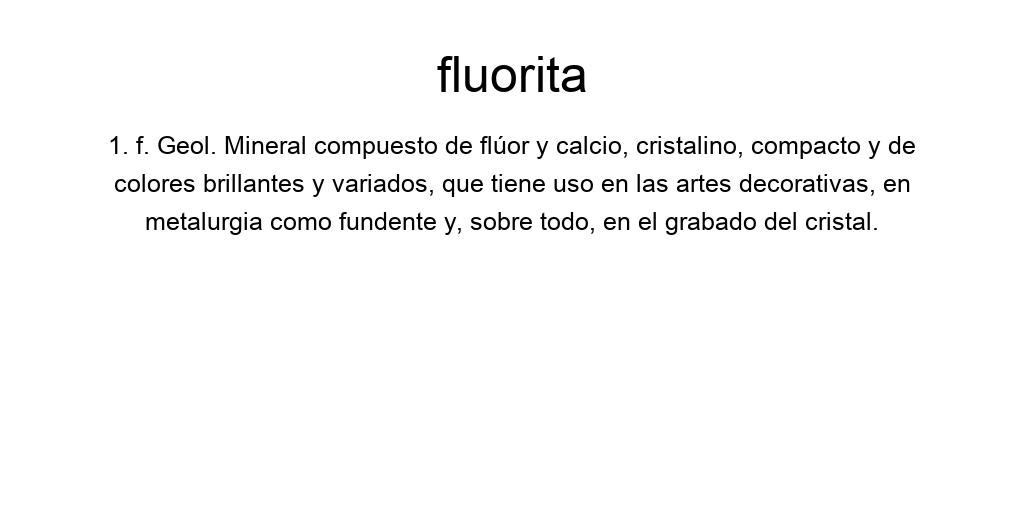 fluorita
1. f. Geol. Mineral compuesto de flúor y calcio, cristalino, compacto y de
colores brillantes y variados, que tiene uso en las artes decorativas, en
metalurgia como fundente y, sobre todo, en el grabado del cristal.